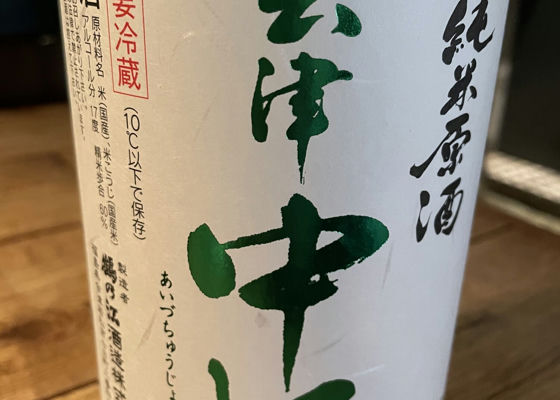 純米原酒
会津中
あいづちゅうじょ
要冷蔵
(10℃以下で保存)
原材料名 米(国産)、米こうじ(国産米)
アルコール分 17度 精米歩合 60%
製造者
鶴の江酒造株式